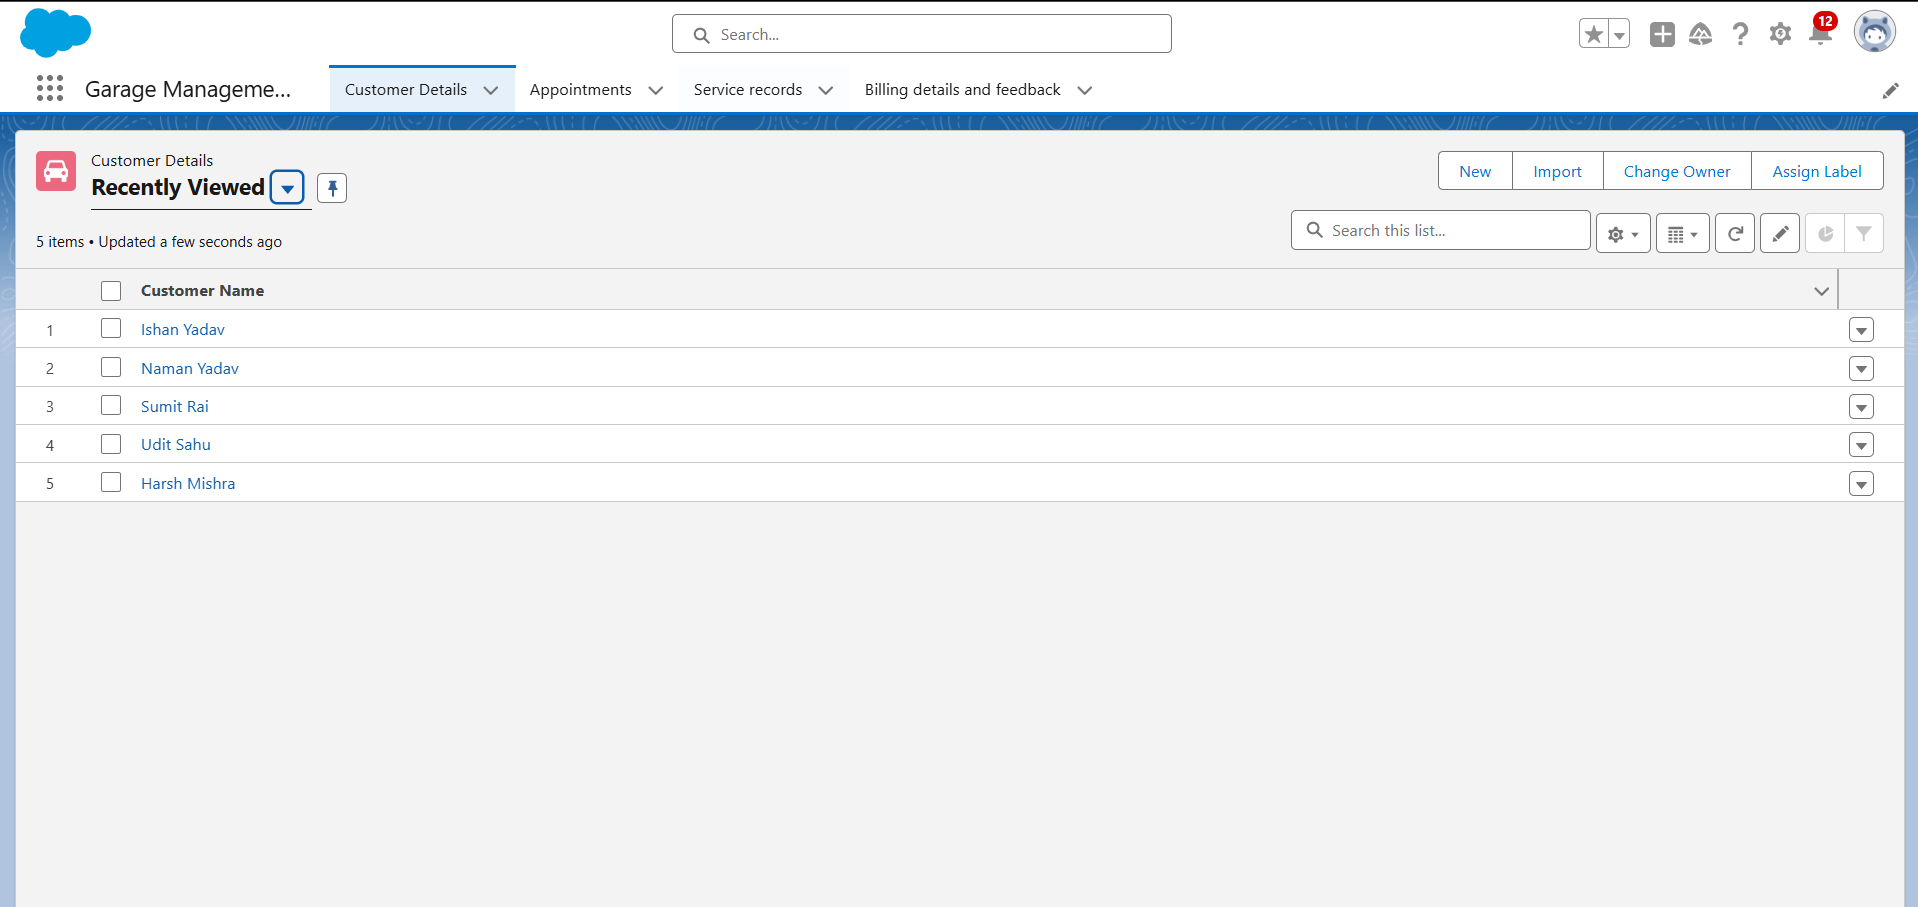 Search...
12
Garage Manageme...
Customer Details
Appointments
Service records
Billing details and feedback
Customer Details
Recently Viewed
New
Import
Change Owner
Assign Label
5 items • Updated a few seconds ago
Search this list...
Customer Name
1 Ishan Yadav
2 Naman Yadav
3 Sumit Rai
4 Udit Sahu
5 Harsh Mishra